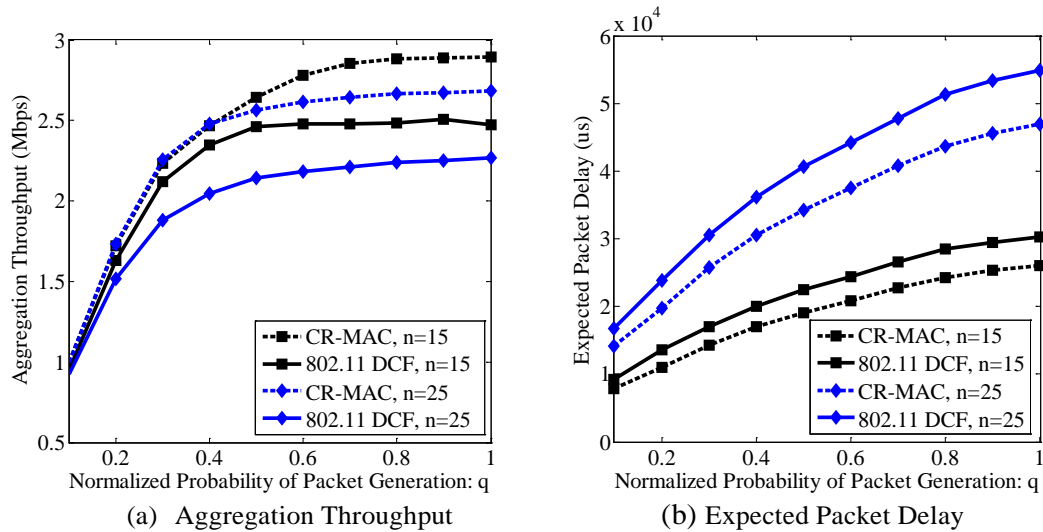 3
2.5
2
1.5
1
0.5
0.2 0.4 0.6 0.8 1
Aggregation Throughput (Mbps)
Normalized Probability of Packet Generation: q
CR-MAC, n=15
802.11 DCF, n=15
CR-MAC, n=25
802.11 DCF, n=25
(a) Aggregation Throughput
x 10^4
6
5
4
3
2
1
0
0.2 0.4 0.6 0.8 1
Expected Packet Delay (us)
Normalized Probability of Packet Generation: q
CR-MAC, n=15
802.11 DCF, n=15
CR-MAC, n=25
802.11 DCF, n=25
(b) Expected Packet Delay